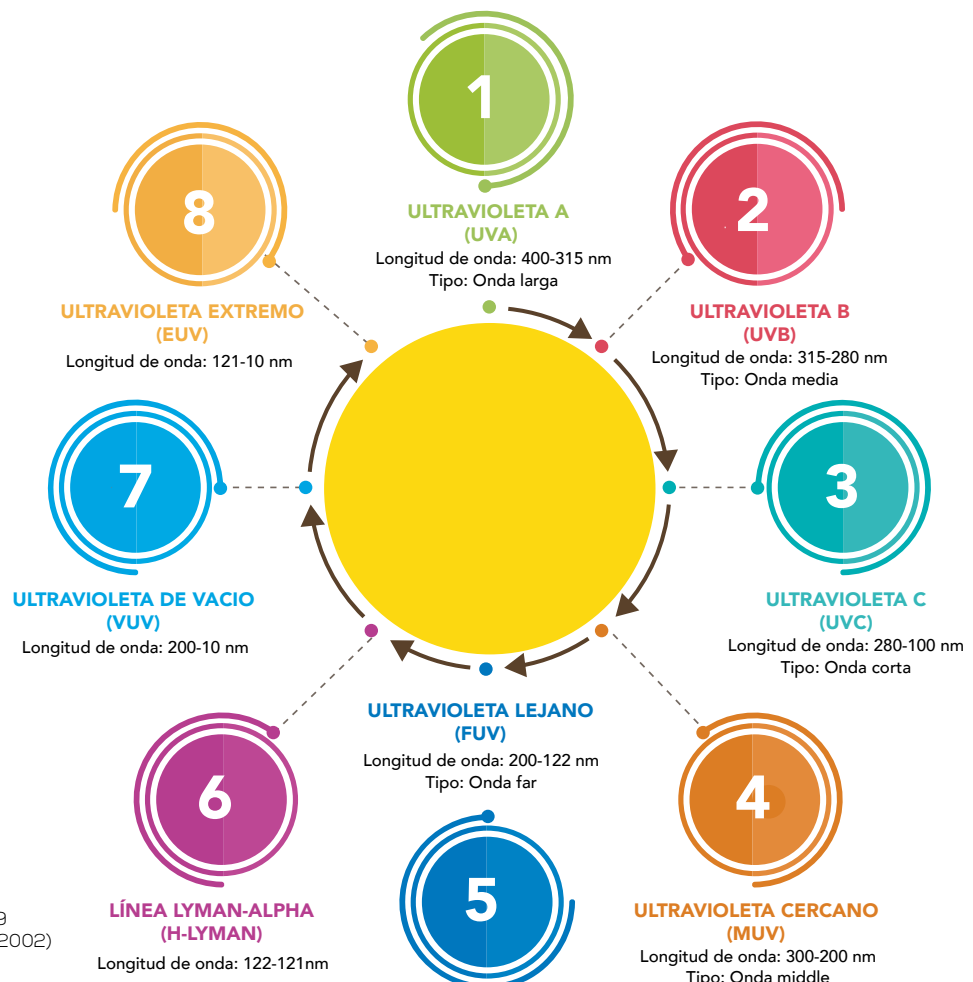 1
ULTRAVIOLETA A
(UVA)
Longitud de onda: 400-315 nm
Tipo: Onda larga
2
ULTRAVIOLETA B
(UVB)
Longitud de onda: 315-280 nm
Tipo: Onda media
3
ULTRAVIOLETA C
(UVC)
Longitud de onda: 280-100 nm
Tipo: Onda corta
4
ULTRAVIOLETA CERCANO
(MUV)
Longitud de onda: 300-200 nm
Tipo: Onda middle
ULTRAVIOLETA LEJANO
(FUV)
Longitud de onda: 200-122 nm
Tipo: Onda far
5
6
LÍNEA LYMAN-ALPHA
(H-LYMAN)
Longitud de onda: 122-121nm
7
ULTRAVIOLETA DE VACIO
(VUV)
Longitud de onda: 200-10 nm
8
ULTRAVIOLETA EXTREMO
(EUV)
Longitud de onda: 121-10 nm
9
2002)